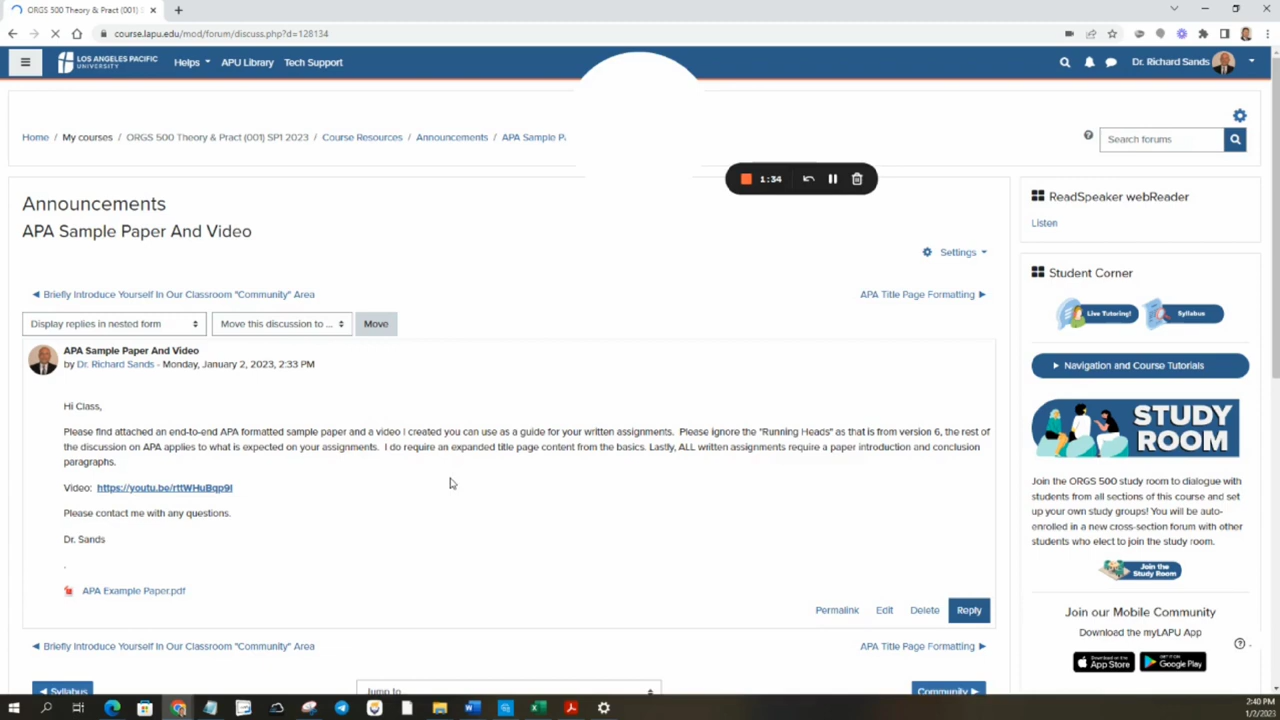 ORGS 500 Theory & Pract (001) S
course.lapu.edu/mod/forum/discuss.php?d=128134
LOS ANGELES PACIFIC UNIVERSITY
Helps
APU Library
Tech Support
Dr. Richard Sands
Home / My courses / ORGS 500 Theory & Pract (001) SP1 2023 / Course Resources / Announcements / APA Sample P
Search forums
1:34
Announcements
APA Sample Paper And Video
Settings
Briefly Introduce Yourself In Our Classroom "Community" Area
APA Title Page Formatting
Display replies in nested form
Move this discussion to ...
Move
APA Sample Paper And Video
by Dr. Richard Sands - Monday, January 2, 2023, 2:33 PM
Hi Class,
Please find attached an end-to-end APA formatted sample paper and a video I created you can use as a guide for your written assignments. Please ignore the "Running Heads" as that is from version 6, the rest of
the discussion on APA applies to what is expected on your assignments. I do require an expanded title page content from the basics. Lastly, ALL written assignments require a paper introduction and conclusion
paragraphs.
Video: https://youtu.be/rttWHuBqp9I
Please contact me with any questions.
Dr. Sands
.
APA Example Paper.pdf
Permalink
Edit
Delete
Reply
Briefly Introduce Yourself In Our Classroom "Community" Area
APA Title Page Formatting
Syllabus
Jump to
Community
ReadSpeaker webReader
Listen
Student Corner
Live Tutoring!
Syllabus
Navigation and Course Tutorials
STUDY
ROOM
Join the ORGS 500 study room to dialogue with
students from all sections of this course and set
up your own study groups! You will be auto-
enrolled in a new cross-section forum with other
students who elect to join the study room.
Join the
Study Room
Join our Mobile Community
Download the myLAPU App
Download on the
App Store
GET IT ON
Google Play
2:40 PM
1/2/2023